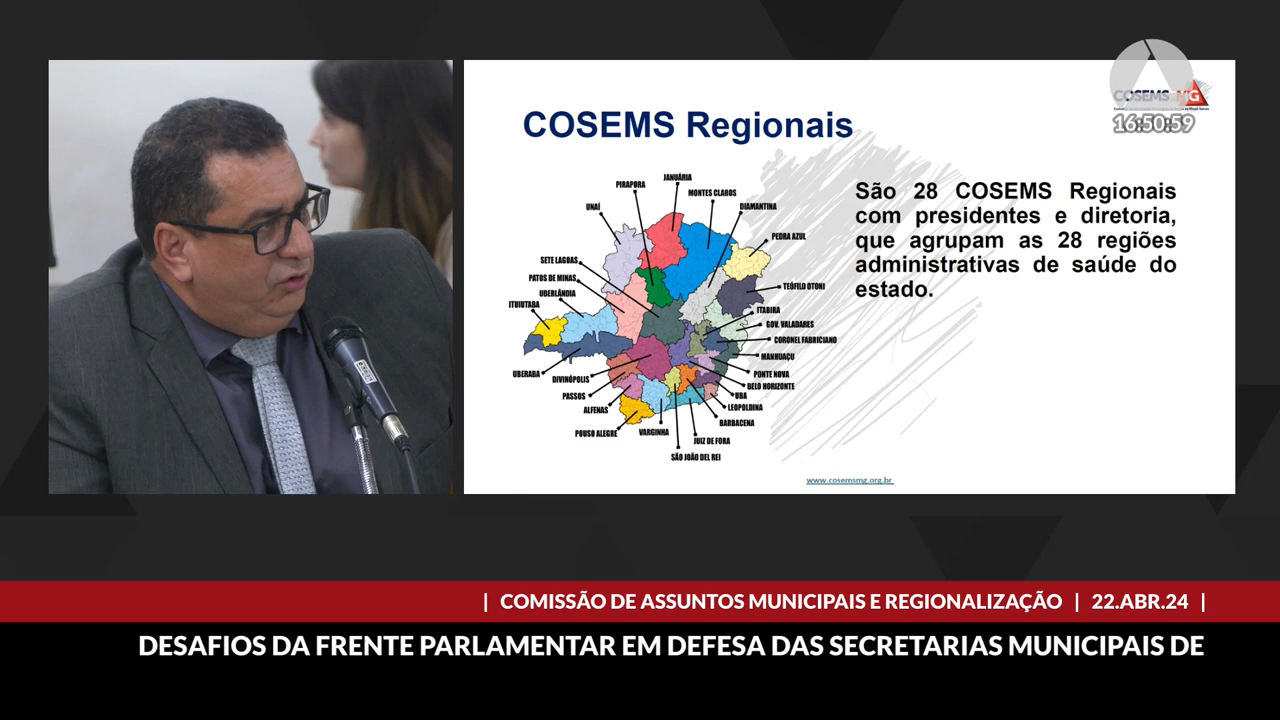 COSEMS MG
16:50:59
COSEMS Regionais
São 28 COSEMS Regionais
com presidentes e diretoria,
que agrupam as 28 regiões
administrativas de saúde do
estado.
JANUÁRIA
PIRAPORA
MONTES CLAROS
UNAÍ
DIAMANTINA
PEDRA AZUL
SETE LAGOAS
PATOS DE MINAS
TEÓFILO OTONI
UBERLÂNDIA
ITUIUTABA
ITABIRA
GOV. VALADARES
CORONEL FABRICIANO
MANHUAÇU
UBERABA
DIVINÓPOLIS
PONTE NOVA
BELO HORIZONTE
PASSOS
UBA
ALFENAS
LEOPOLDINA
BARBACENA
POUSO ALEGRE
VARGINHA
JUIZ DE FORA
SÃO JOÃO DEL REI
www.cosemsmg.org.br
| COMISSÃO DE ASSUNTOS MUNICIPAIS E REGIONALIZAÇÃO | 22.ABR.24 |
DESAFIOS DA FRENTE PARLAMENTAR EM DEFESA DAS SECRETARIAS MUNICIPAIS DE